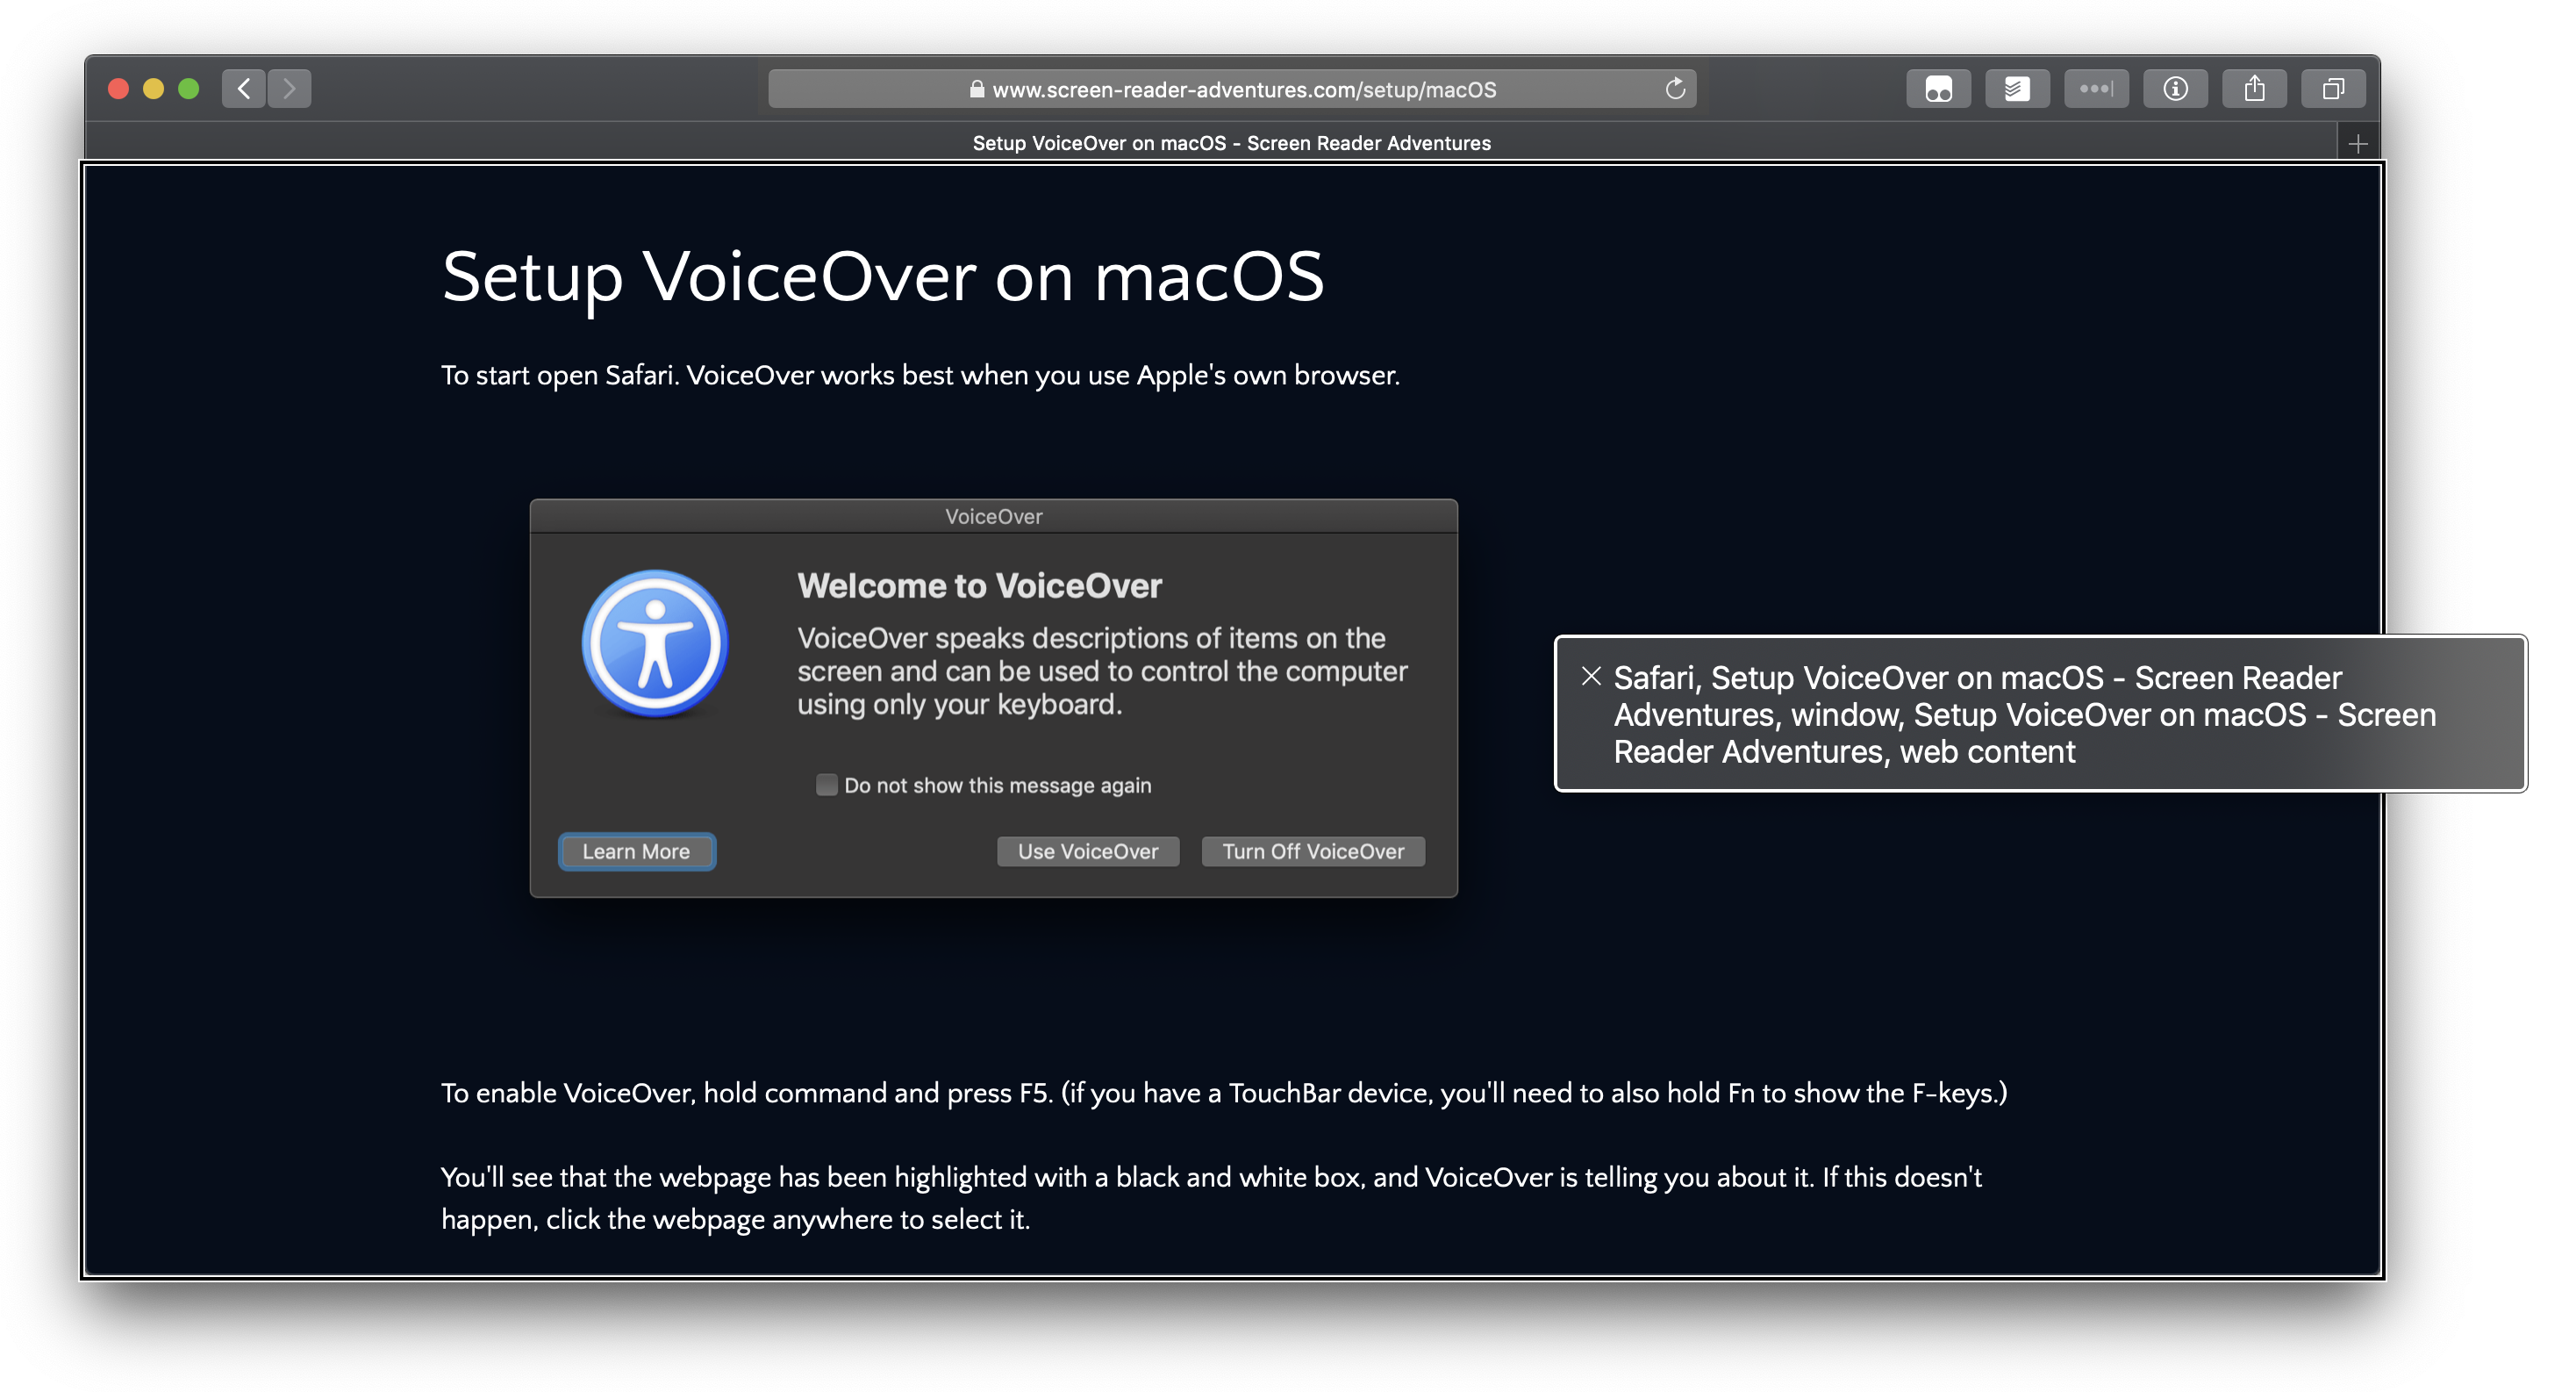 www.screen-reader-adventures.com/setup/macOS
Setup VoiceOver on macOS - Screen Reader Adventures
Setup VoiceOver on macOS
To start open Safari. VoiceOver works best when you use Apple's own browser.
VoiceOver
Welcome to VoiceOver
VoiceOver speaks descriptions of items on the
screen and can be used to control the computer
using only your keyboard.
Do not show this message again
Learn More
Use VoiceOver
Turn Off VoiceOver
Safari, Setup VoiceOver on macOS - Screen Reader
Adventures, window, Setup VoiceOver on macOS - Screen
Reader Adventures, web content
To enable VoiceOver, hold command and press F5. (if you have a TouchBar device, you'll need to also hold Fn to show the F-keys.)
You'll see that the webpage has been highlighted with a black and white box, and VoiceOver is telling you about it. If this doesn't
happen, click the webpage anywhere to select it.